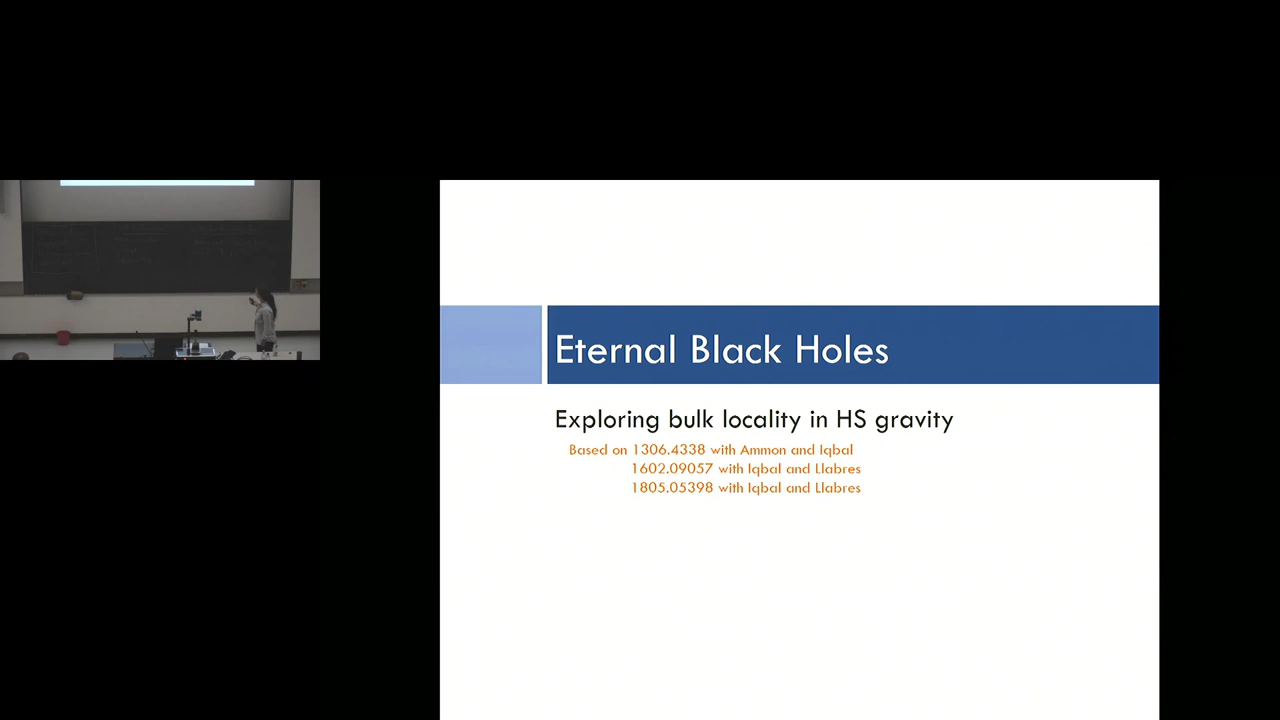 Eternal Black Holes
Exploring bulk locality in HS gravity
Based on 1306.4338 with Ammon and Iqbal
1602.09057 with Iqbal and Llabres
1805.05398 with Iqbal and Llabres